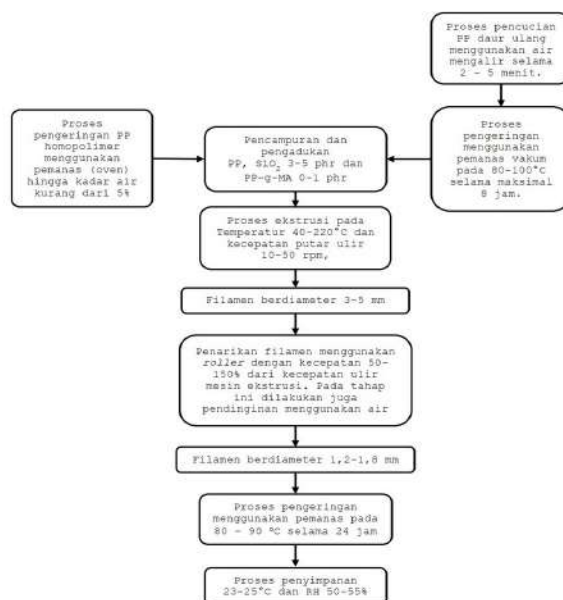 Proses pencucian
PP daur ulang
menggunakan air
mengalir selama
2 - 5 menit.
Proses
pengeringan PP
homopolimer
menggunakan
pemanas (oven)
hingga kadar air
kurang dari 5%
Pencampuran dan
pengadukan
PP, SiO₂ 3-5 phr dan
PP-g-MA 0-1 phr
Proses
pengeringan
menggunakan
pemanas vakum
pada 80-100°C
selama maksimal
8 jam.
Proses ekstrusi pada
Temperatur 40-220°C dan
kecepatan putar ulir
10-50 rpm,
Filamen berdiameter 3-5 mm
Penarikan filamen menggunakan
roller dengan kecepatan 50-
150% dari kecepatan ulir
mesin ekstrusi. Pada tahap
ini dilakukan juga
pendinginan menggunakan air
Filamen berdiameter 1,2-1,8 mm
Proses pengeringan
menggunakan pemanas pada
80 - 90 °C selama 24 jam
Proses penyimpanan
23-25°C dan RH 50-55%